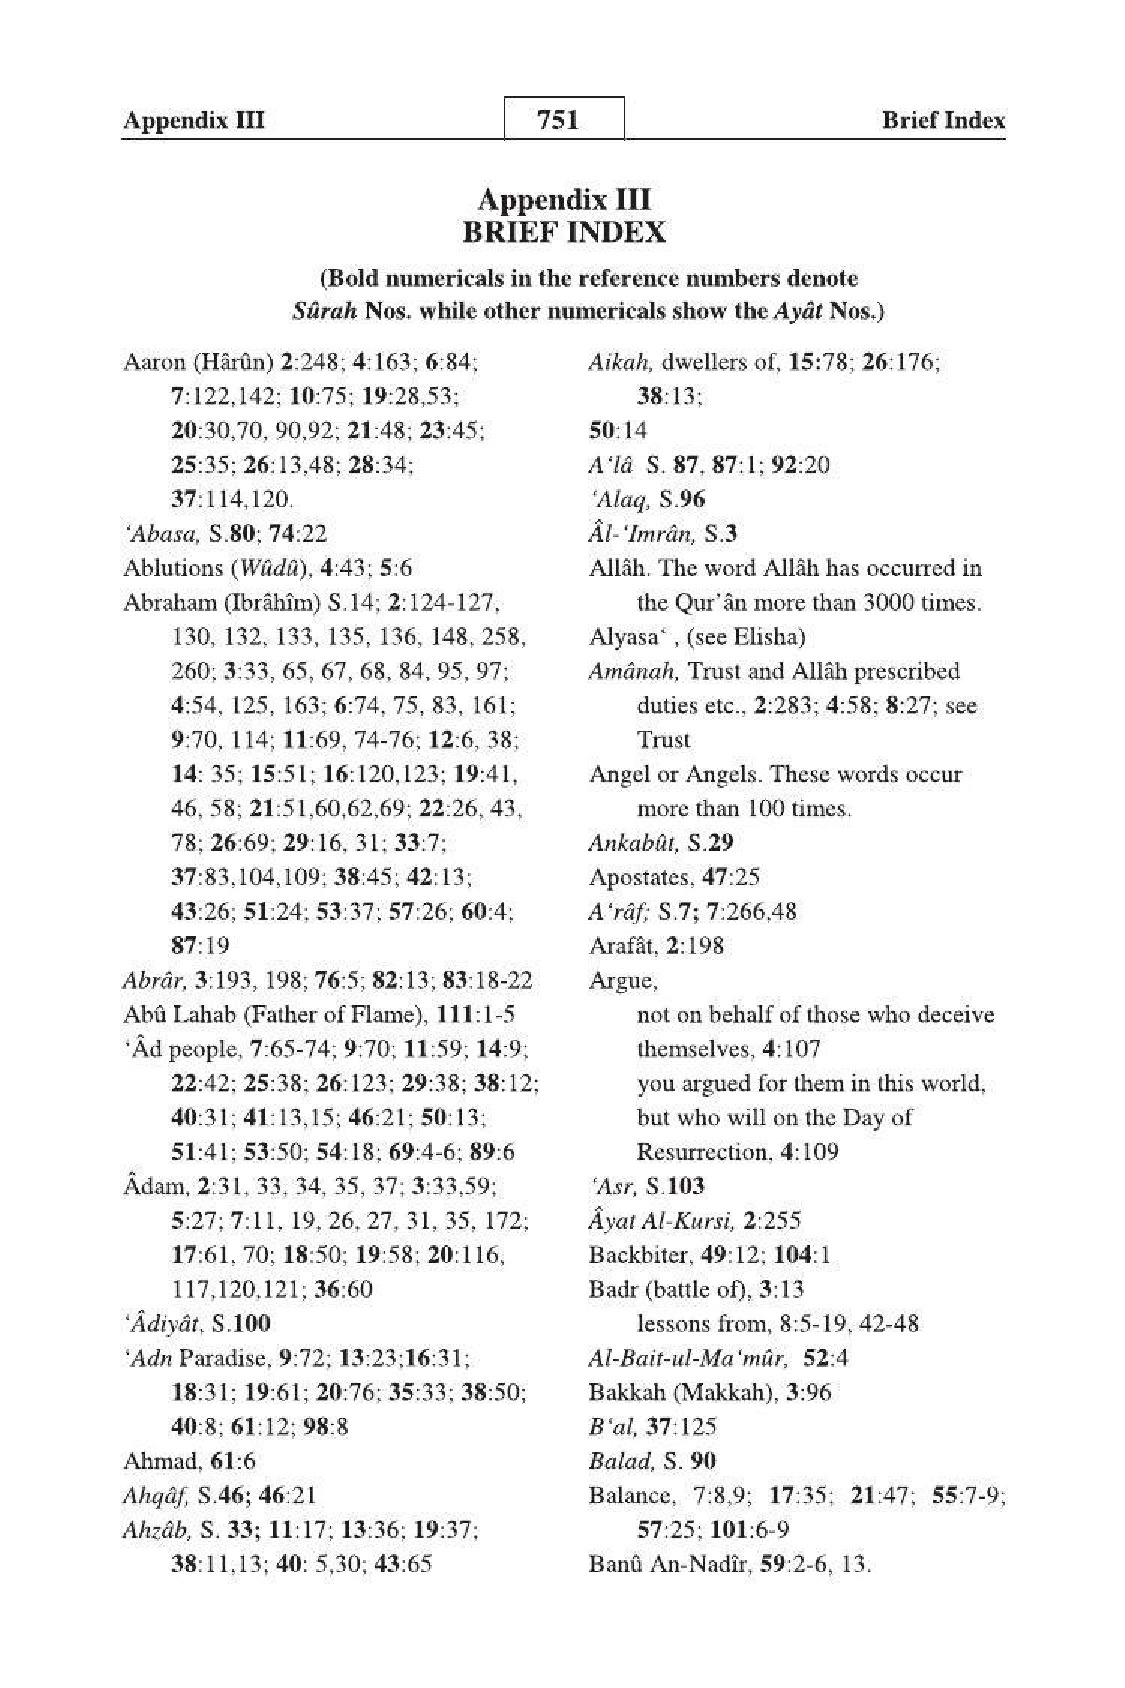 Appendix III 751 Brief Index
Appendix III
BRIEF INDEX
(Bold numericals in the reference numbers denote
Sûrah Nos. while other numericals show the Ayât Nos.)
Aaron (Hârûn) 2:248; 4:163; 6:84;
7:122,142; 10:75; 19:28,53;
20:30,70, 90,92; 21:48; 23:45;
25:35; 26:13,48; 28:34;
37:114,120.
‘Abasa, S.80; 74:22
Ablutions (Wûdû), 4:43; 5:6
Abraham (Ibrâhîm) S.14; 2:124-127,
130, 132, 133, 135, 136, 148, 258,
260; 3:33, 65, 67, 68, 84, 95, 97;
4:54, 125, 163; 6:74, 75, 83, 161;
9:70, 114; 11:69, 74-76; 12:6, 38;
14: 35; 15:51; 16:120,123; 19:41,
46, 58; 21:51,60,62,69; 22:26, 43,
78; 26:69; 29:16, 31; 33:7;
37:83,104,109; 38:45; 42:13;
43:26; 51:24; 53:37; 57:26; 60:4;
87:19
Abrâr, 3:193, 198; 76:5; 82:13; 83:18-22
Abû Lahab (Father of Flame), 111:1-5
‘Âd people, 7:65-74; 9:70; 11:59; 14:9;
22:42; 25:38; 26:123; 29:38; 38:12;
40:31; 41:13,15; 46:21; 50:13;
51:41; 53:50; 54:18; 69:4-6; 89:6
Âdam, 2:31, 33, 34, 35, 37; 3:33,59;
5:27; 7:11, 19, 26, 27, 31, 35, 172;
17:61, 70; 18:50; 19:58; 20:116,
117,120,121; 36:60
‘Âdiyât, S.100
‘Adn Paradise, 9:72; 13:23;16:31;
18:31; 19:61; 20:76; 35:33; 38:50;
40:8; 61:12; 98:8
Ahmad, 61:6
Ahqâf, S.46; 46:21
Ahzâb, S. 33; 11:17; 13:36; 19:37;
38:11,13; 40: 5,30; 43:65
Aikah, dwellers of, 15:78; 26:176;
38:13;
50:14
A‘lâ S. 87, 87:1; 92:20
‘Alaq, S.96
Âl-‘Imrân, S.3
Allâh. The word Allâh has occurred in
the Qur’ân more than 3000 times.
Alyasa‘ , (see Elisha)
Amânah, Trust and Allâh prescribed
duties etc., 2:283; 4:58; 8:27; see
Trust
Angel or Angels. These words occur
more than 100 times.
Ankabût, S.29
Apostates, 47:25
A‘râf; S.7; 7:266,48
Arafât, 2:198
Argue,
not on behalf of those who deceive
themselves, 4:107
you argued for them in this world,
but who will on the Day of
Resurrection, 4:109
‘Asr, S.103
Âyat Al-Kursi, 2:255
Backbiter, 49:12; 104:1
Badr (battle of), 3:13
lessons from, 8:5-19, 42-48
Al-Bait-ul-Ma‘mûr, 52:4
Bakkah (Makkah), 3:96
B‘al, 37:125
Balad, S. 90
Balance, 7:8,9; 17:35; 21:47; 55:7-9;
57:25; 101:6-9
Banû An-Nadîr, 59:2-6, 13.